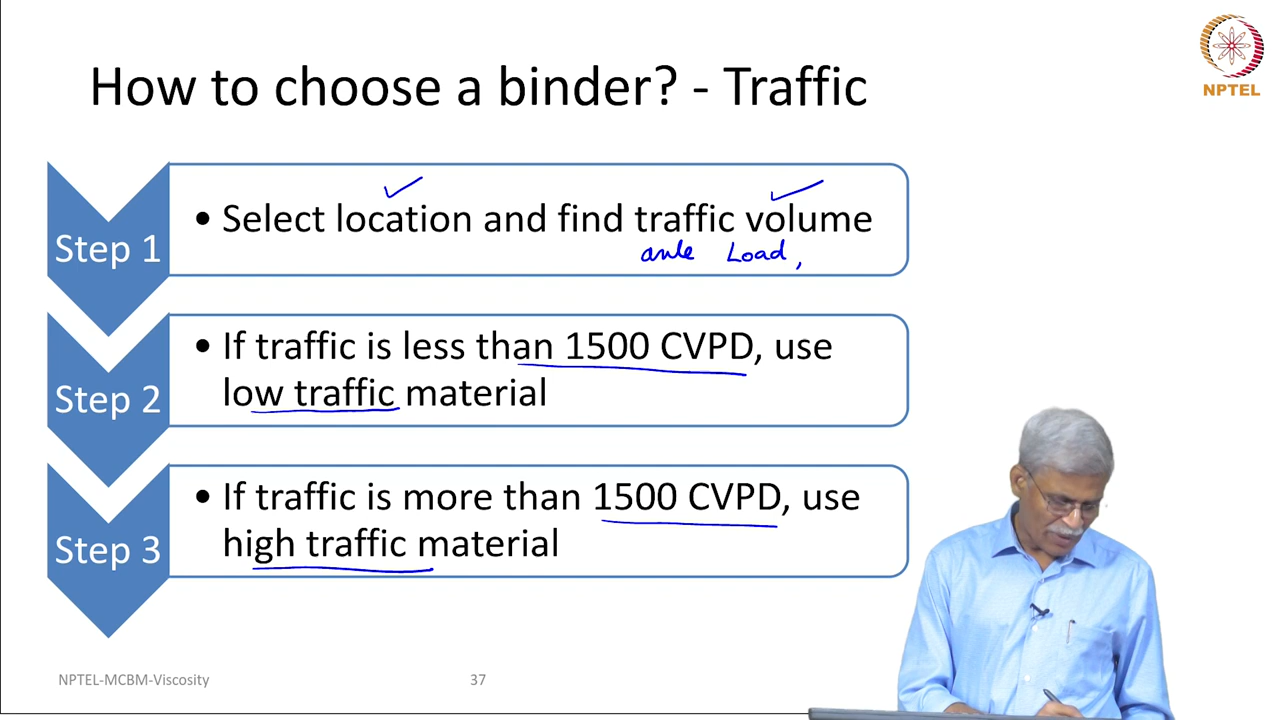 How to choose a binder? - Traffic
NPTEL
Step 1
• Select location and find traffic volume
axle Load,
Step 2
• If traffic is less than 1500 CVPD, use
low traffic material
Step 3
• If traffic is more than 1500 CVPD, use
high traffic material
NPTEL-MCBM-Viscosity
37